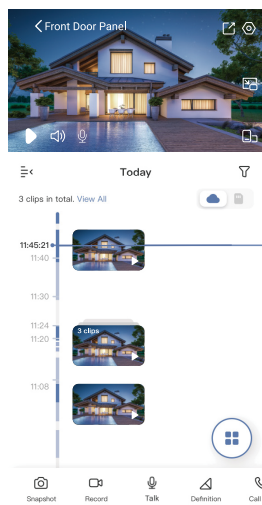 Front Door Panel
Today
3 clips in total. View All
11:45:21
11:40
11:30
11:24
3 clips
11:20
11:08
Snapshot
Record
Talk
Definition
Call